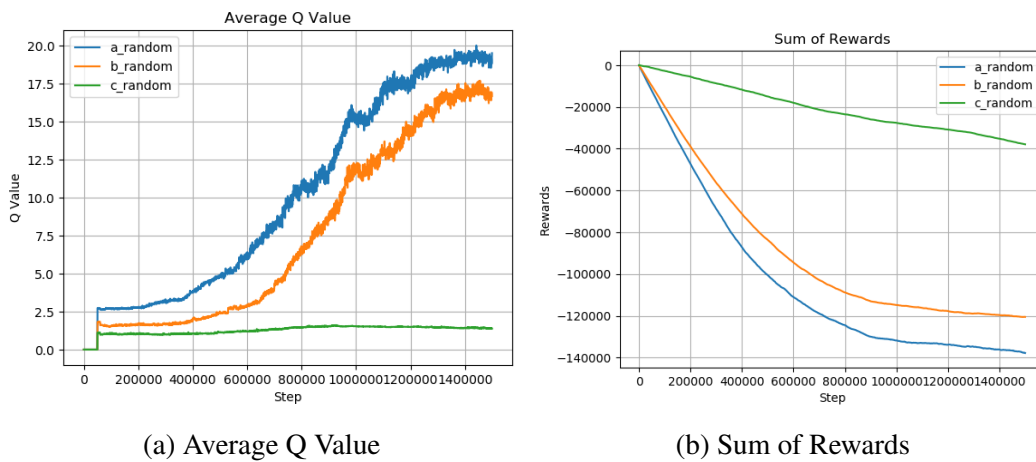 Average Q Value
20.0
17.5
15.0
12.5
10.0
7.5
5.0
2.5
0.0
Q Value
a_random
b_random
c_random
0 200000 400000 600000 800000 1000000 1200000 1400000
Step
(a) Average Q Value
Sum of Rewards
0
−20000
−40000
−60000
−80000
−100000
−120000
−140000
Rewards
a_random
b_random
c_random
0 200000 400000 600000 800000 1000000 1200000 1400000
Step
(b) Sum of Rewards